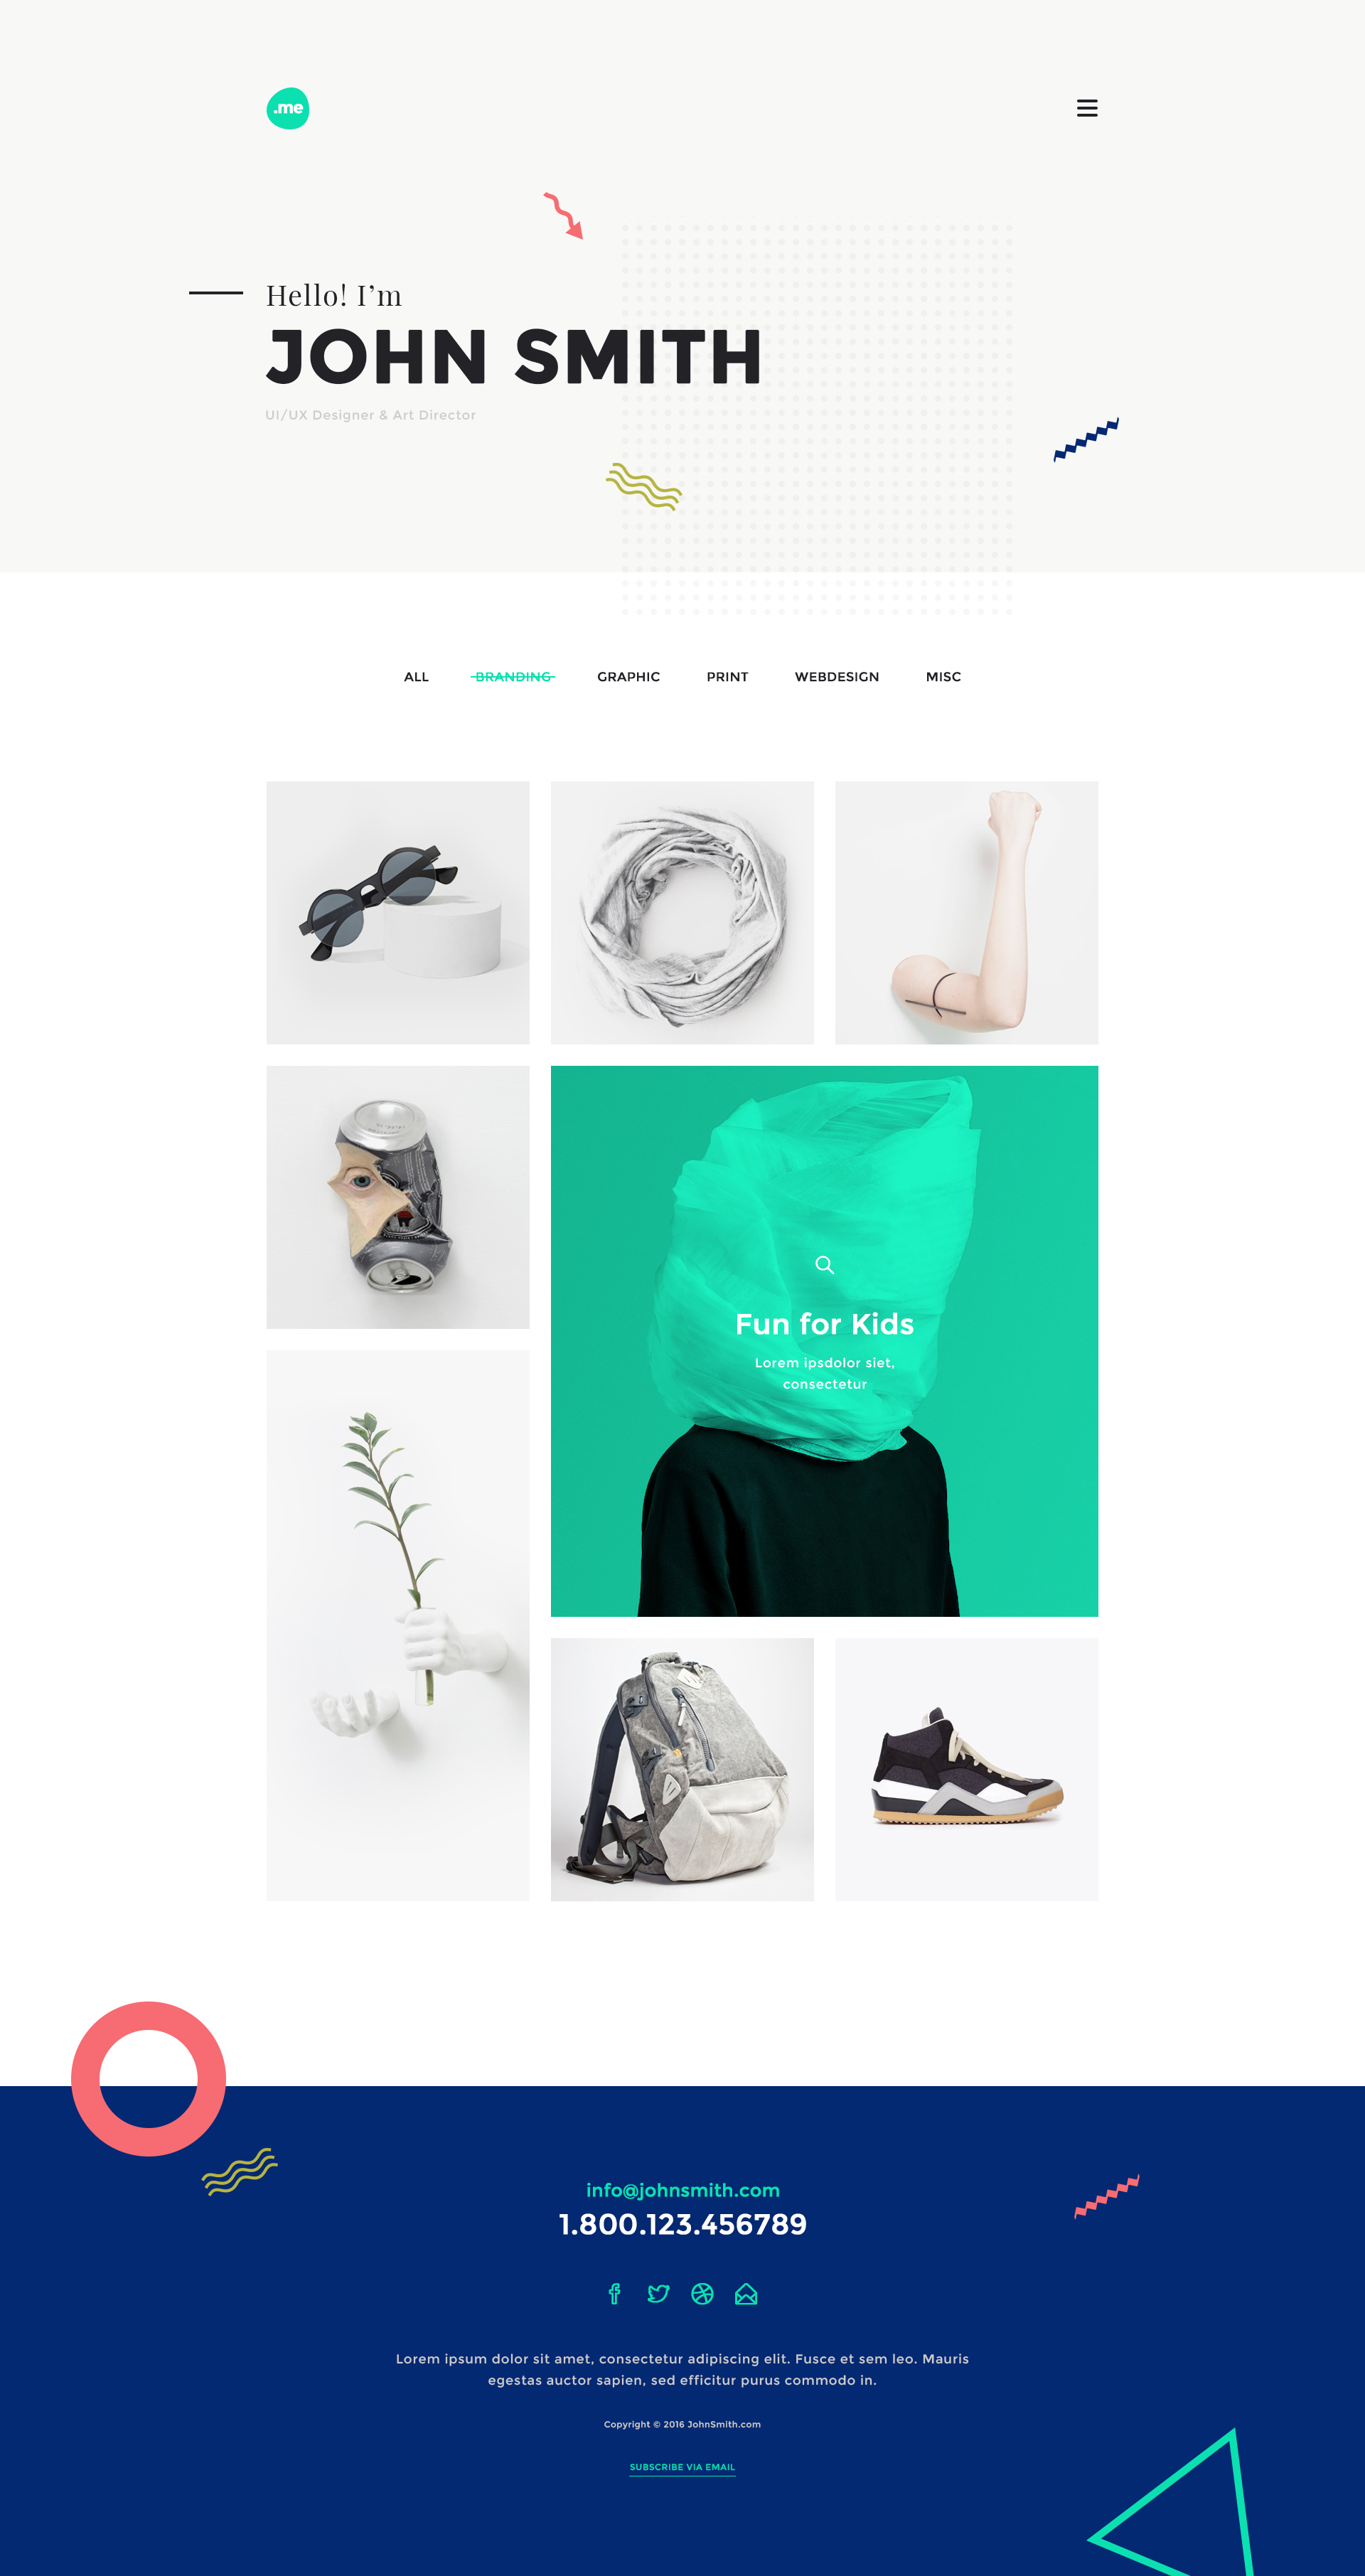 .me
Hello! I’m
JOHN SMITH
UI/UX Designer & Art Director
ALL BRANDING GRAPHIC PRINT WEBDESIGN MISC
Fun for Kids
Lorem ipsdolor siet,
consectetur
info@johnsmith.com
1.800.123.456789
Lorem ipsum dolor sit amet, consectetur adipiscing elit. Fusce et sem leo. Mauris
egestas auctor sapien, sed efficitur purus commodo in.
Copyright © 2016 JohnSmith.com
SUBSCRIBE VIA EMAIL